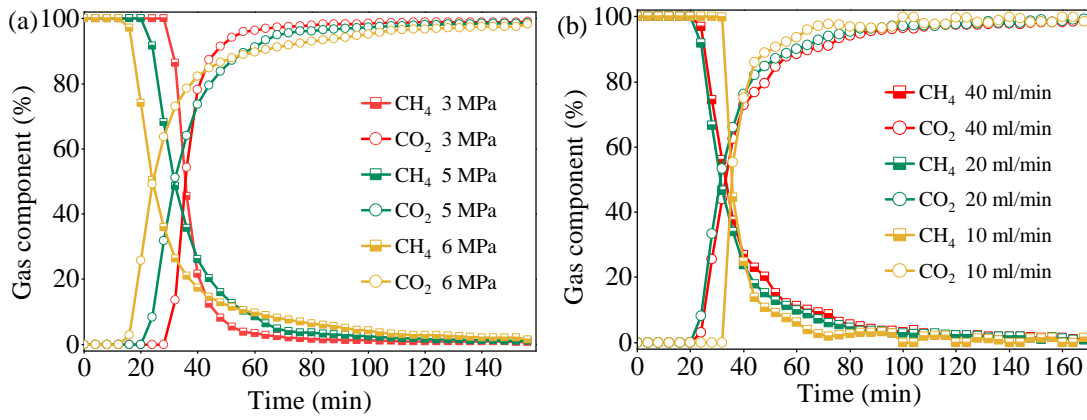 (a)
Gas component (%)
100
80
60
40
20
0
CH4 3 MPa
CO2 3 MPa
CH4 5 MPa
CO2 5 MPa
CH4 6 MPa
CO2 6 MPa
0 20 40 60 80 100 120 140
Time (min)
(b)
Gas component (%)
100
80
60
40
20
0
CH4 40 ml/min
CO2 40 ml/min
CH4 20 ml/min
CO2 20 ml/min
CH4 10 ml/min
CO2 10 ml/min
0 20 40 60 80 100 120 140 160
Time (min)